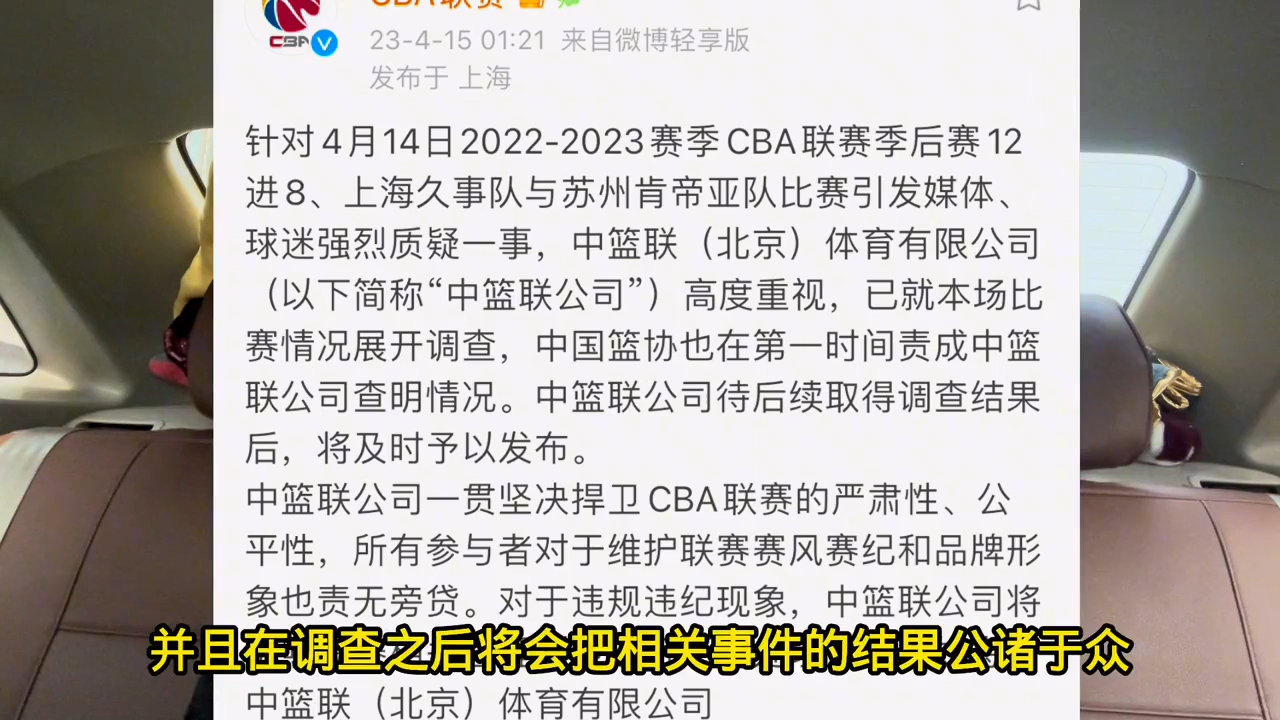 CBA联赛
CBA
23-4-15 01:21 来自微博轻享版
发布于 上海
针对4月14日2022-2023赛季CBA联赛季后赛12
进8、上海久事队与苏州肯帝亚队比赛引发媒体、
球迷强烈质疑一事，中篮联（北京）体育有限公司
（以下简称“中篮联公司”）高度重视，已就本场比
赛情况展开调查，中国篮协也在第一时间责成中篮
联公司查明情况。中篮联公司待后续取得调查结果
后，将及时予以发布。
中篮联公司一贯坚决捍卫CBA联赛的严肃性、公
平性，所有参与者对于维护联赛赛风赛纪和品牌形
象也责无旁贷。对于违规违纪现象，中篮联公司将
并且在调查之后将会把相关事件的结果公诸于众
中篮联（北京）体育有限公司